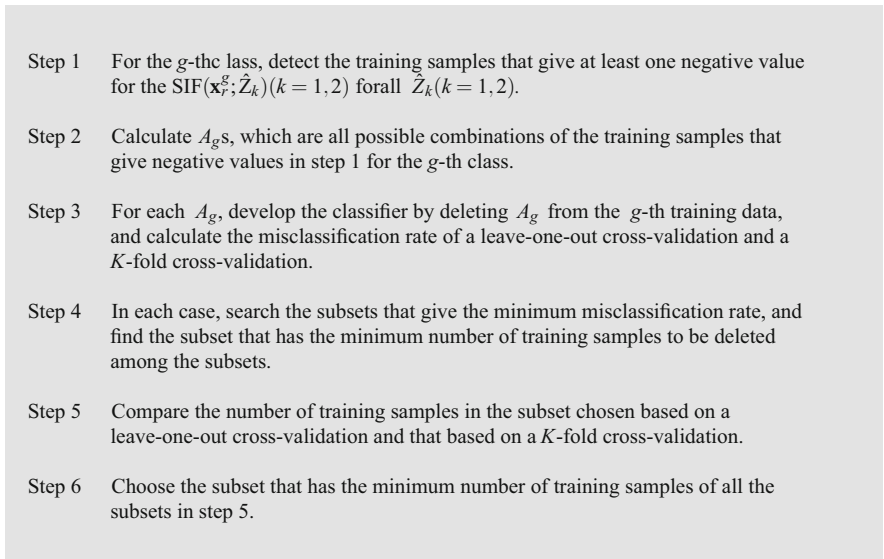 Step 1 For the g-thc lass, detect the training samples that give at least one negative value
for the SIF(x_r^g; Ẑ_k)(k = 1,2) forall Ẑ_k(k = 1,2).
Step 2 Calculate A_gs, which are all possible combinations of the training samples that
give negative values in step 1 for the g-th class.
Step 3 For each A_g, develop the classifier by deleting A_g from the g-th training data,
and calculate the misclassification rate of a leave-one-out cross-validation and a
K-fold cross-validation.
Step 4 In each case, search the subsets that give the minimum misclassification rate, and
find the subset that has the minimum number of training samples to be deleted
among the subsets.
Step 5 Compare the number of training samples in the subset chosen based on a
leave-one-out cross-validation and that based on a K-fold cross-validation.
Step 6 Choose the subset that has the minimum number of training samples of all the
subsets in step 5.